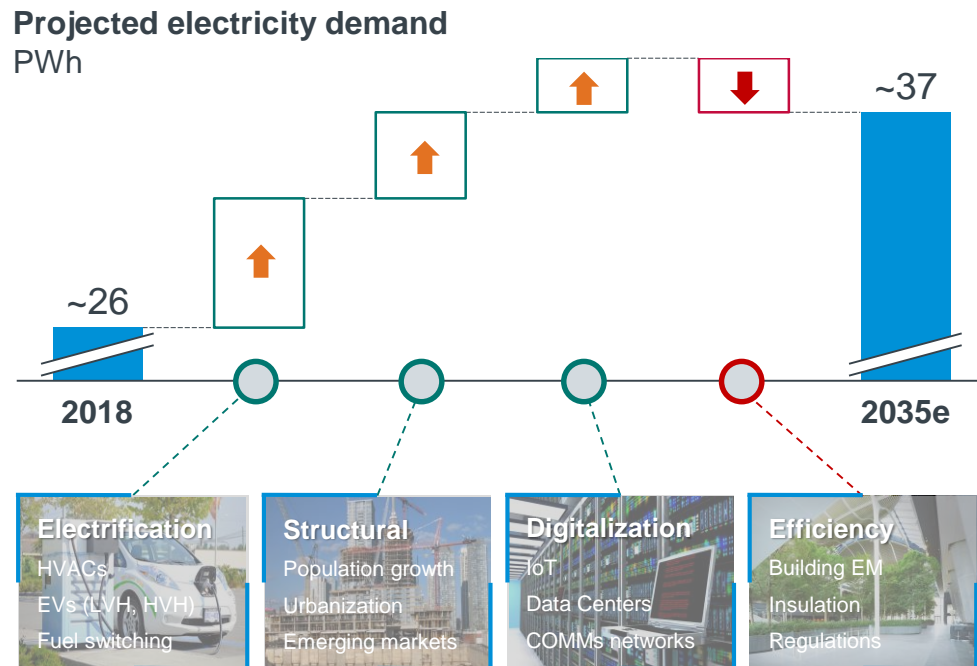 Projected electricity demand
PWh
~26
~37
2018
2035e
Electrification
HVACs
EVs (LVH, HVH)
Fuel switching
Structural
Population growth
Urbanization
Emerging markets
Digitalization
IoT
Data Centers
COMMs networks
Efficiency
Building EM
Insulation
Regulations